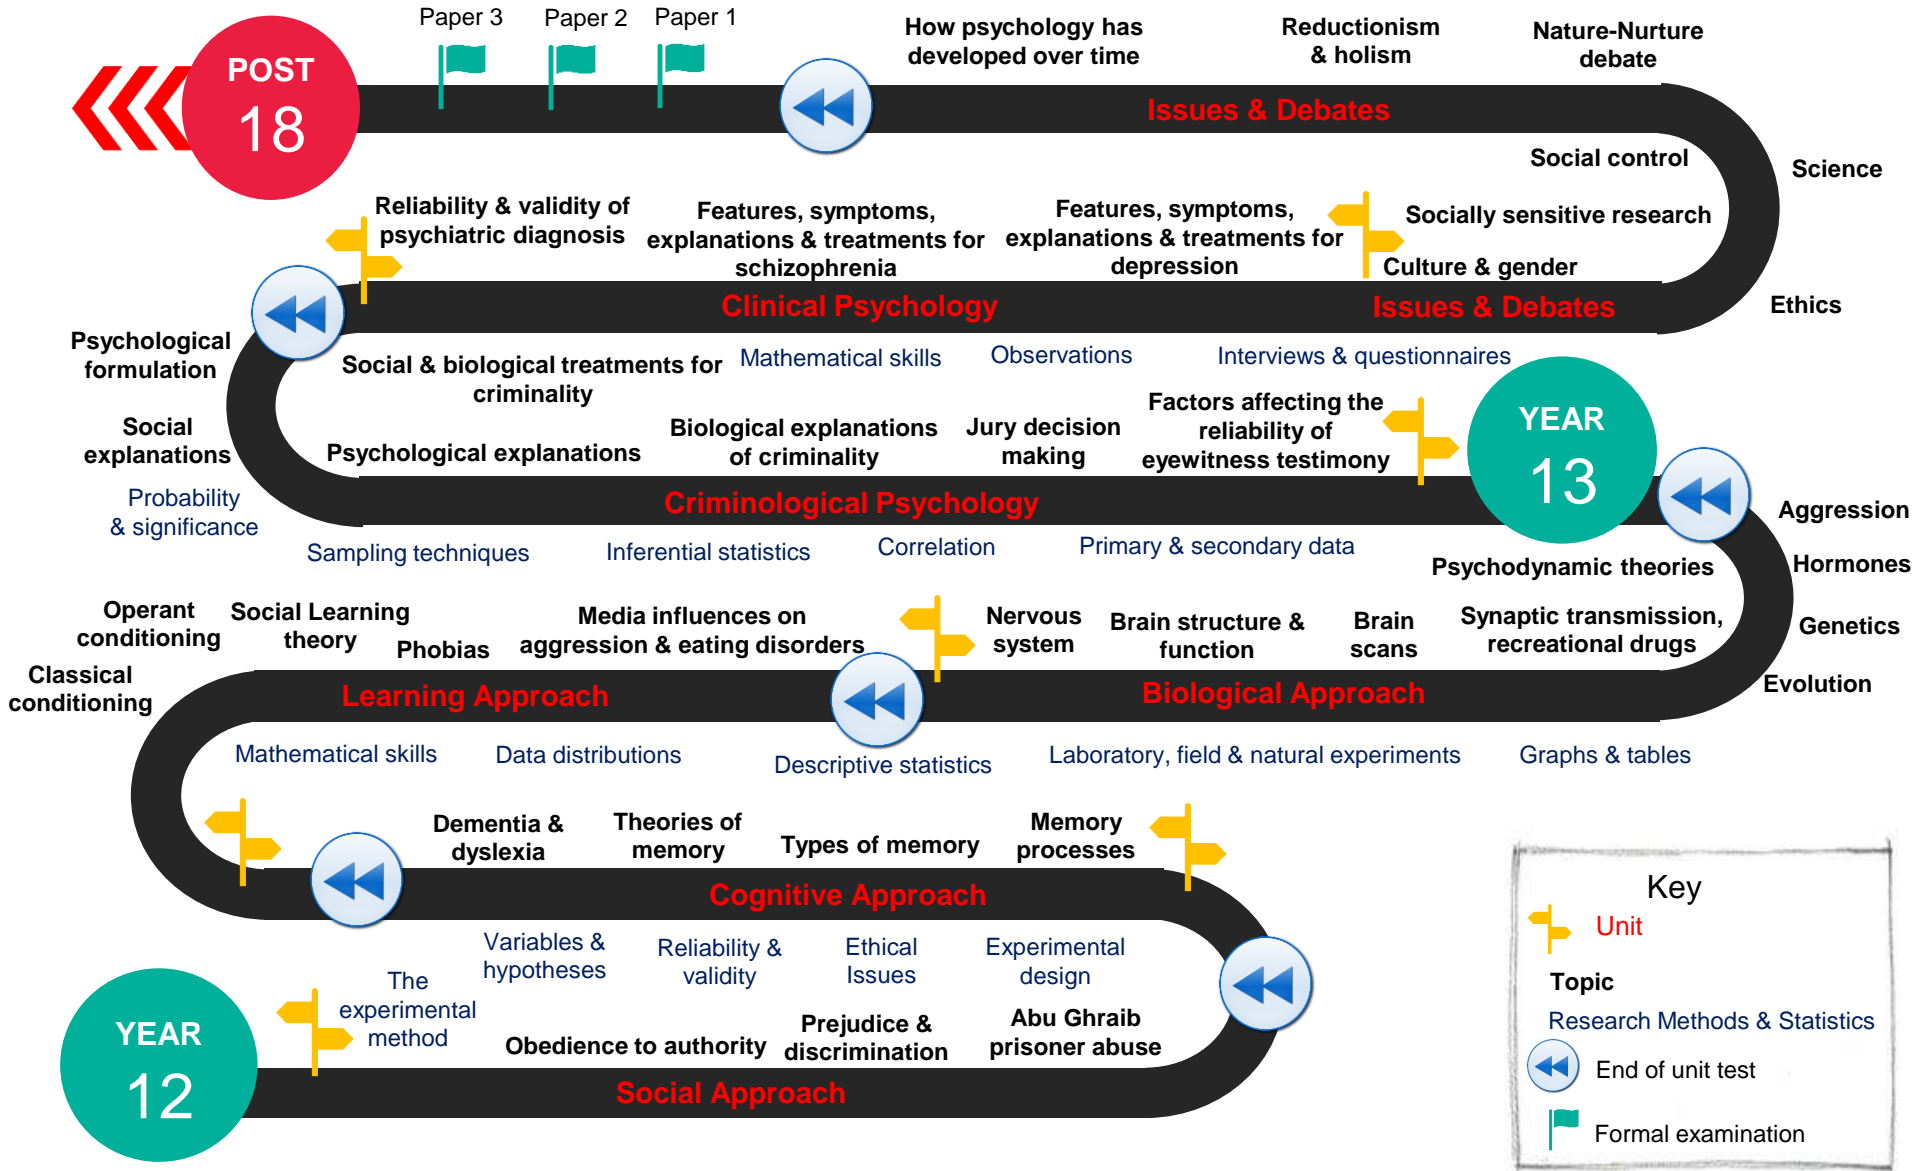 Paper 3
Paper 2
Paper 1
How psychology has
developed over time
Reductionism
& holism
Nature-Nurture
debate
POST
18
Issues & Debates
Social control
Science
Reliability & validity of
psychiatric diagnosis
Features, symptoms,
explanations & treatments for
schizophrenia
Features, symptoms,
explanations & treatments for
depression
Socially sensitive research
Culture & gender
Clinical Psychology
Issues & Debates
Ethics
Psychological
formulation
Social & biological treatments for
criminality
Mathematical skills
Observations
Interviews & questionnaires
Social
explanations
Psychological explanations
Biological explanations
of criminality
Jury decision
making
Factors affecting the
reliability of
eyewitness testimony
YEAR
13
Probability
& significance
Criminological Psychology
Aggression
Sampling techniques
Inferential statistics
Correlation
Primary & secondary data
Psychodynamic theories
Hormones
Operant
conditioning
Social Learning
theory
Phobias
Media influences on
aggression & eating disorders
Nervous
system
Brain structure &
function
Brain
scans
Synaptic transmission,
recreational drugs
Genetics
Classical
conditioning
Learning Approach
Biological Approach
Evolution
Mathematical skills
Data distributions
Descriptive statistics
Laboratory, field & natural experiments
Graphs & tables
Dementia &
dyslexia
Theories of
memory
Types of memory
Memory
processes
Cognitive Approach
The
experimental
method
Variables &
hypotheses
Reliability &
validity
Ethical
Issues
Experimental
design
YEAR
12
Obedience to authority
Prejudice &
discrimination
Abu Ghraib
prisoner abuse
Social Approach
Key
Unit
Topic
Research Methods & Statistics
End of unit test
Formal examination